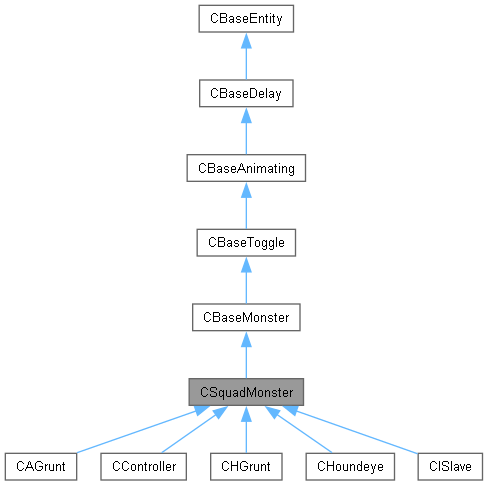 CBaseEntity
CBaseDelay
CBaseAnimating
CBaseToggle
CBaseMonster
CSquadMonster
CAGrunt
CController
CHGrunt
CHoundeye
CISlave